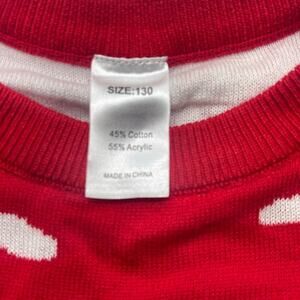 SIZE:130
45% Cotton
55% Acrylic
MADE IN CHINA